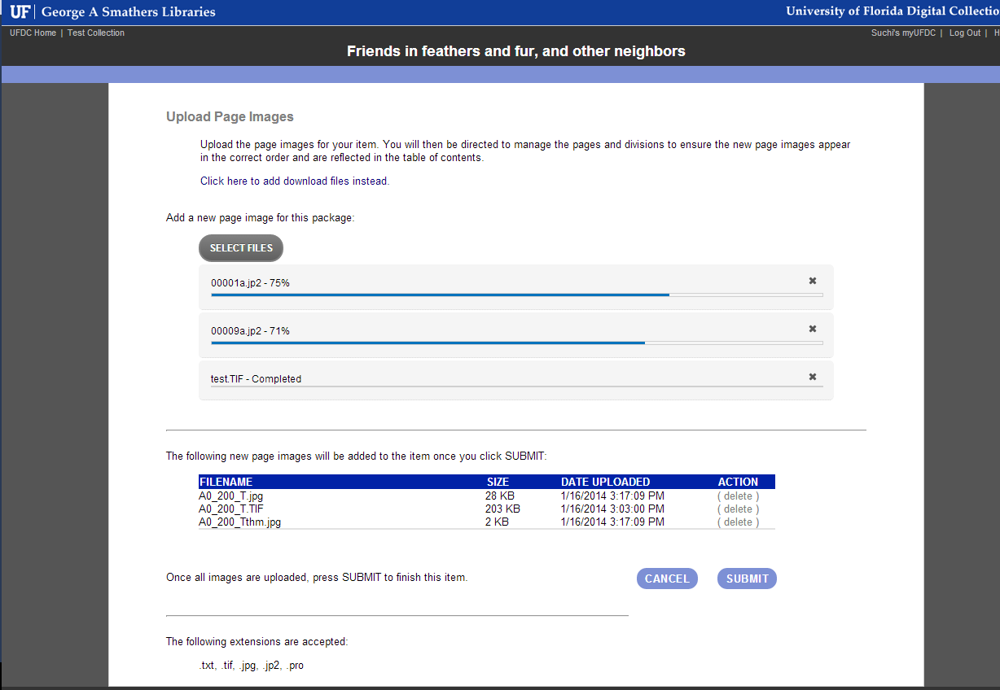 UF George A Smathers Libraries University of Florida Digital Collectio
UFDC Home | Test Collection Suchi's myUFDC | Log Out | H
Friends in feathers and fur, and other neighbors
Upload Page Images
Upload the page images for your item. You will then be directed to manage the pages and divisions to ensure the new page images appear
in the correct order and are reflected in the table of contents.
Click here to add download files instead.
Add a new page image for this package:
SELECT FILES
00001a.jp2 - 75%
00009a.jp2 - 71%
test.TIF - Completed
The following new page images will be added to the item once you click SUBMIT:
FILENAME SIZE DATE UPLOADED ACTION
A0_200_T.jpg 28 KB 1/16/2014 3:17:09 PM ( delete )
A0_200_T.TIF 203 KB 1/16/2014 3:03:00 PM ( delete )
A0_200_Tthm.jpg 2 KB 1/16/2014 3:17:09 PM ( delete )
Once all images are uploaded, press SUBMIT to finish this item. CANCEL SUBMIT
The following extensions are accepted:
.txt, .tif, .jpg, .jp2, .pro